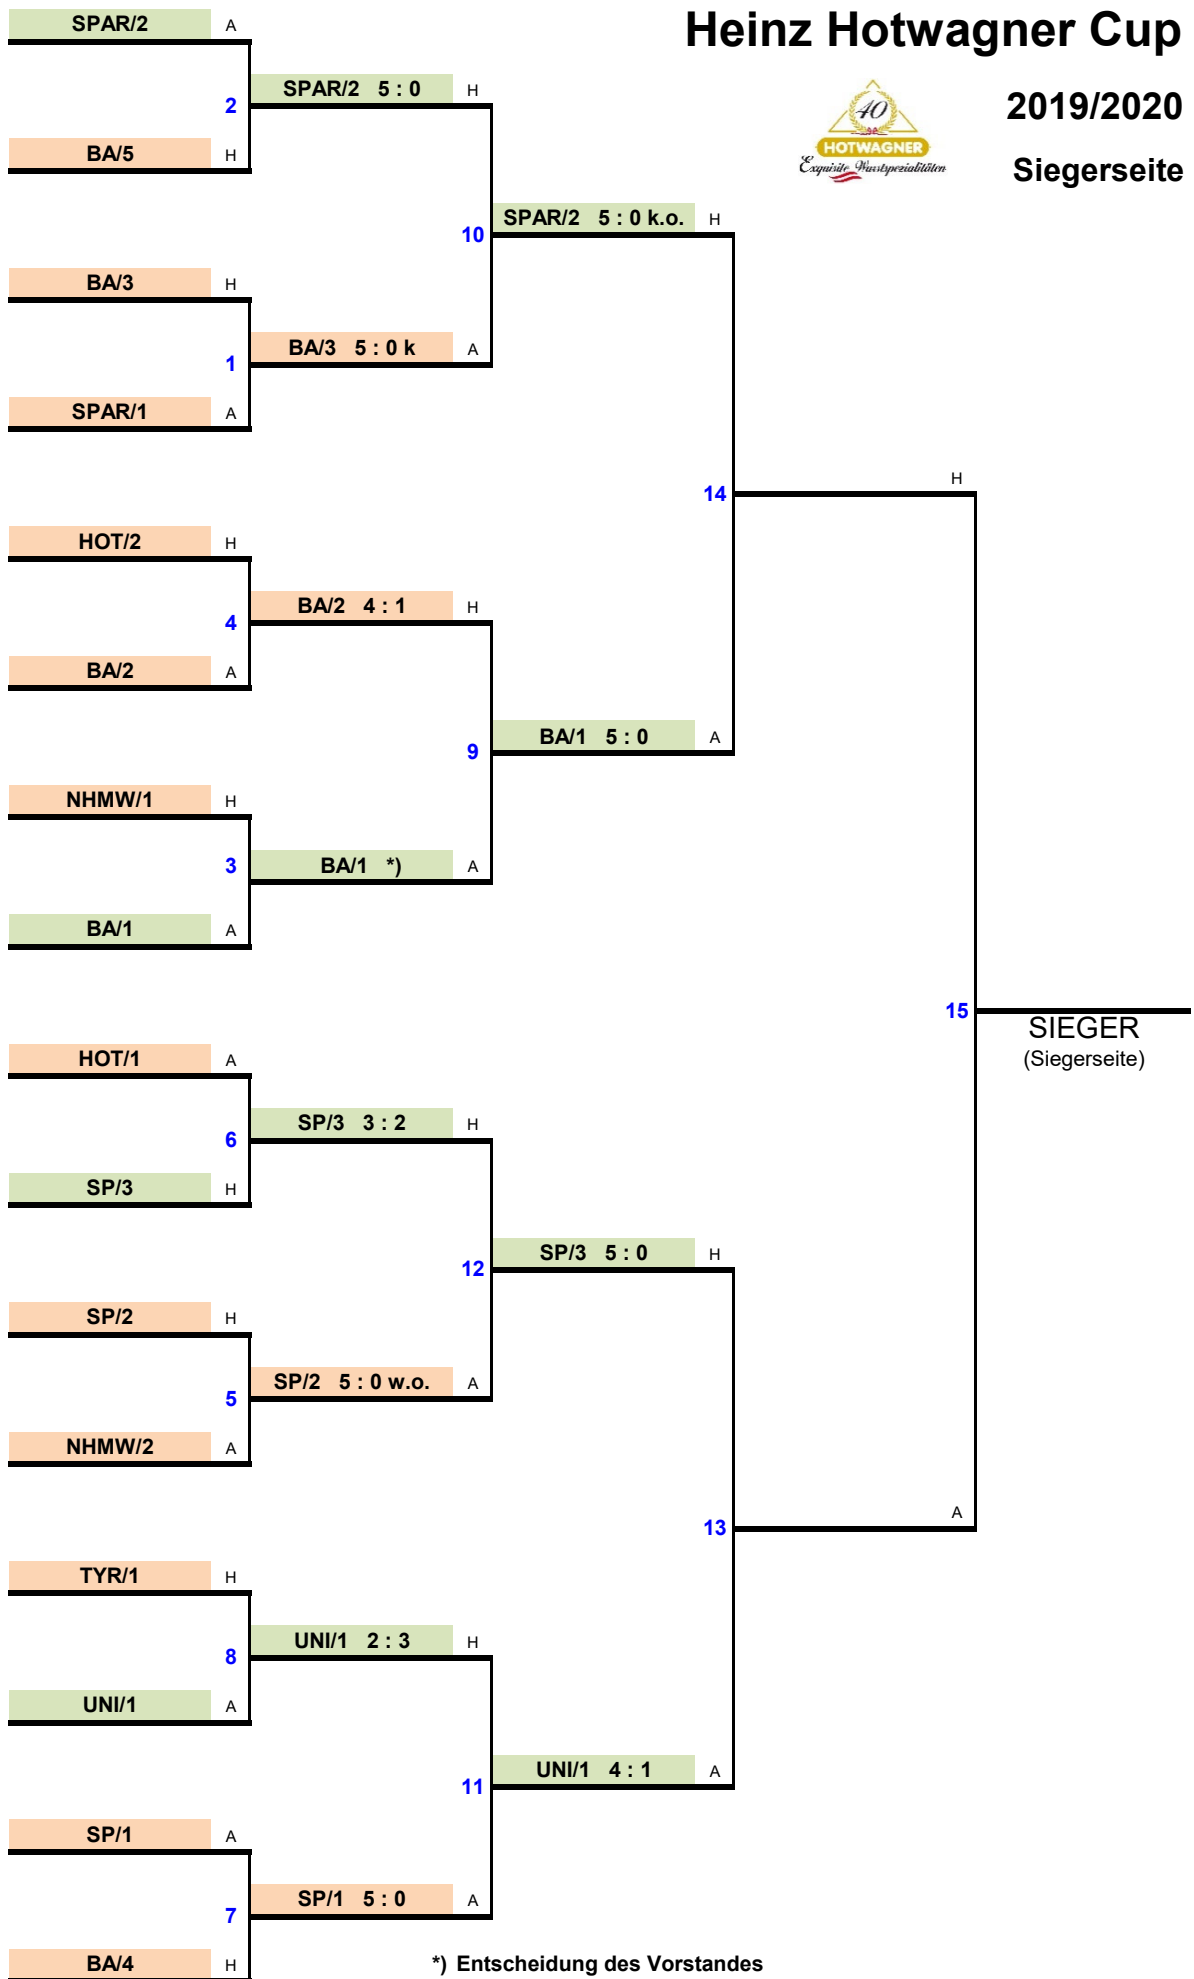 SPAR/2 A
Heinz Hotwagner Cup
SPAR/2 5 : 0 H
2
40
2019/2020
HOTWAGNER
BA/5 H
Exquisite Wurstspezialitäten
Siegerseite
SPAR/2 5 : 0 k.o. H
10
BA/3 H
BA/3 5 : 0 k A
1
SPAR/1 A
H
14
HOT/2 H
BA/2 4 : 1 H
4
BA/2 A
BA/1 5 : 0 A
9
NHMW/1 H
BA/1 *) A
3
BA/1 A
15
SIEGER
(Siegerseite)
HOT/1 A
SP/3 3 : 2 H
6
SP/3 H
SP/3 5 : 0 H
12
SP/2 H
SP/2 5 : 0 w.o. A
5
NHMW/2 A
A
13
TYR/1 H
UNI/1 2 : 3 H
8
UNI/1 A
UNI/1 4 : 1 A
11
SP/1 A
SP/1 5 : 0 A
7
BA/4 H
*) Entscheidung des Vorstandes